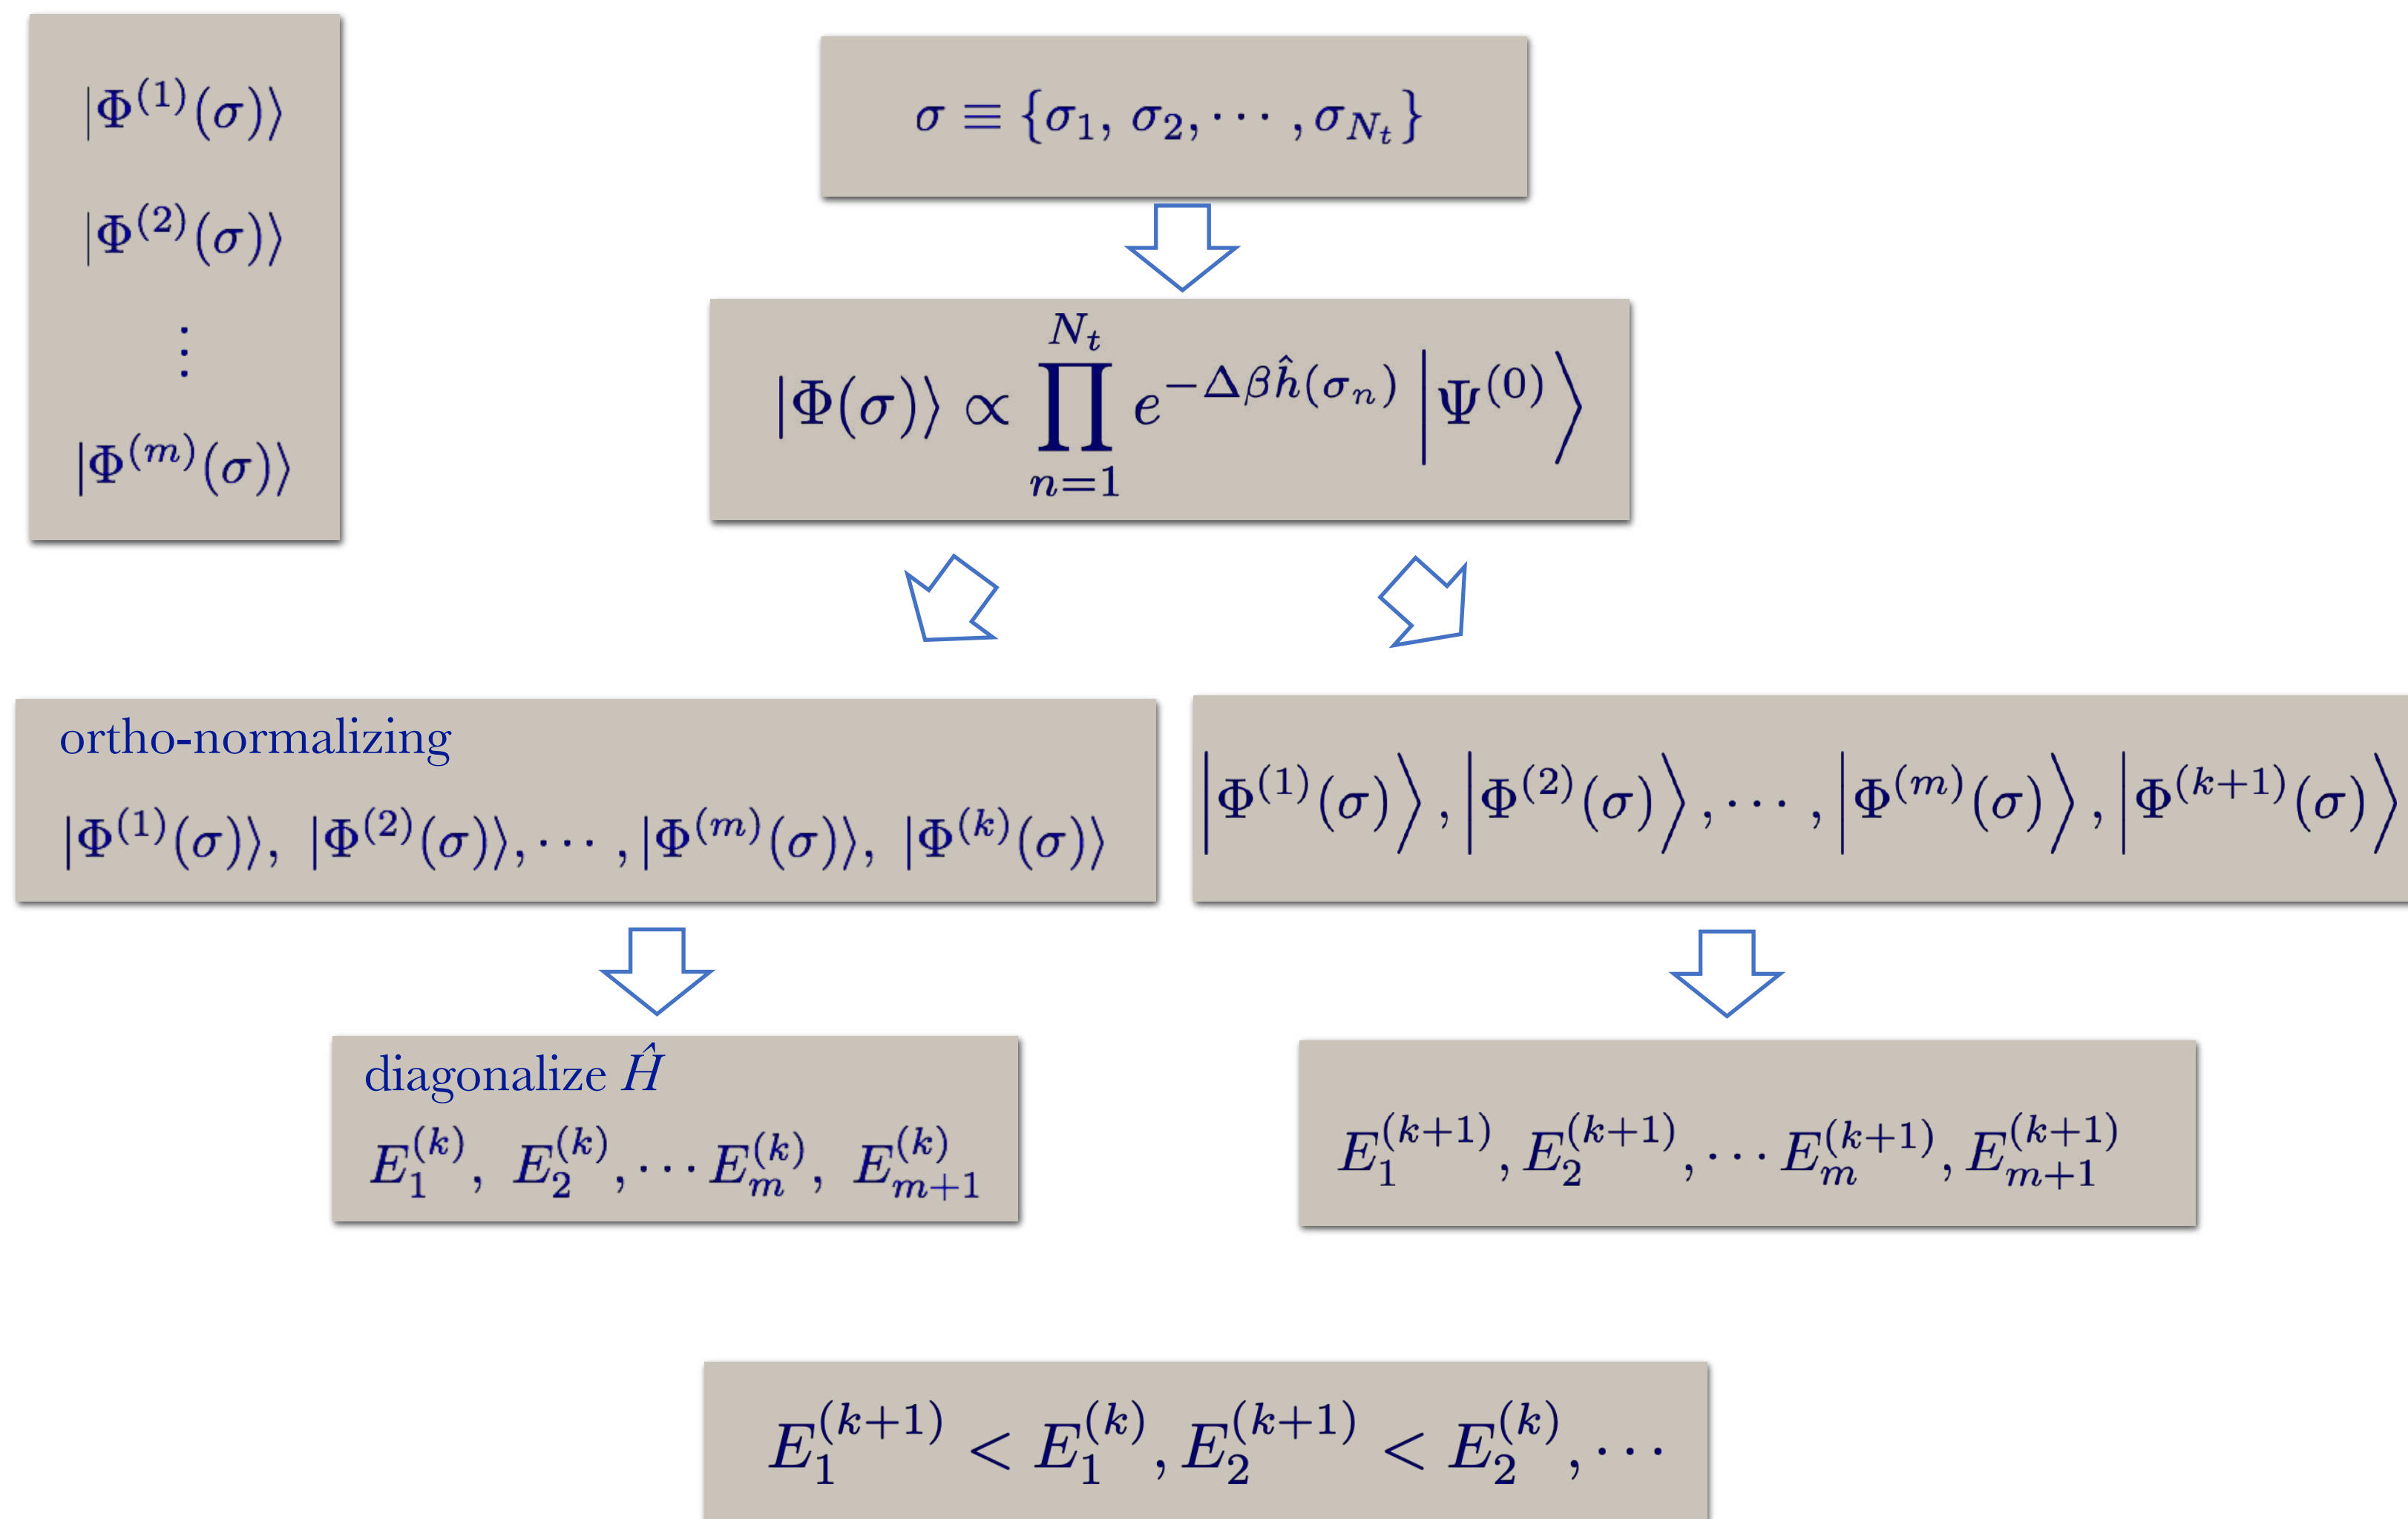 |Φ^{(1)}(σ)⟩
|Φ^{(2)}(σ)⟩
⋮
|Φ^{(m)}(σ)⟩
σ ≡ {σ_1, σ_2, ⋯ , σ_{N_t}}
|Φ(σ)⟩ ∝ ∏_{n=1}^{N_t} e^{−Δβĥ(σ_n)} |Ψ^{(0)}⟩
ortho-normalizing
|Φ^{(1)}(σ)⟩, |Φ^{(2)}(σ)⟩, ⋯ , |Φ^{(m)}(σ)⟩, |Φ^{(k)}(σ)⟩
|Φ^{(1)}(σ)⟩, |Φ^{(2)}(σ)⟩, ⋯ , |Φ^{(m)}(σ)⟩, |Φ^{(k+1)}(σ)⟩
diagonalize Ĥ
E_1^{(k)}, E_2^{(k)}, ⋯ E_m^{(k)}, E_{m+1}^{(k)}
E_1^{(k+1)}, E_2^{(k+1)}, ⋯ E_m^{(k+1)}, E_{m+1}^{(k+1)}
E_1^{(k+1)} < E_1^{(k)}, E_2^{(k+1)} < E_2^{(k)}, ⋯